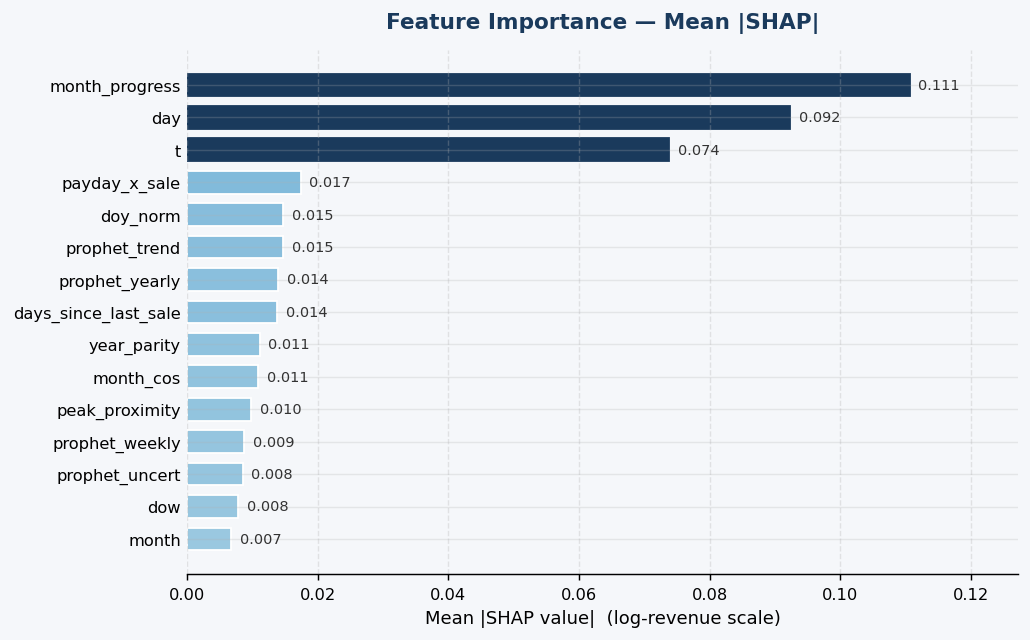 Feature Importance — Mean |SHAP|
month_progress 0.111
day 0.092
t 0.074
payday_x_sale 0.017
doy_norm 0.015
prophet_trend 0.015
prophet_yearly 0.014
days_since_last_sale 0.014
year_parity 0.011
month_cos 0.011
peak_proximity 0.010
prophet_weekly 0.009
prophet_uncert 0.008
dow 0.008
month 0.007
0.00 0.02 0.04 0.06 0.08 0.10 0.12
Mean |SHAP value|  (log-revenue scale)